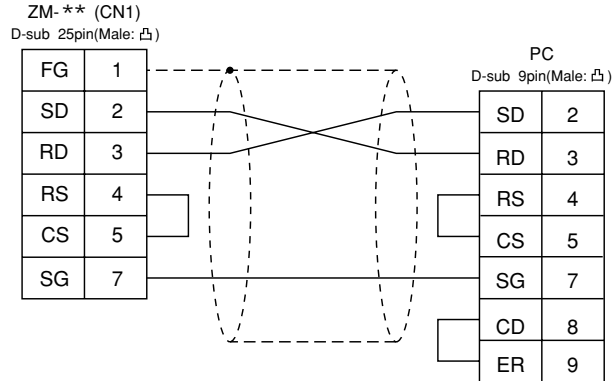 ZM-** (CN1)
D-sub 25pin(Male: 凸)
FG 1
SD 2
RD 3
RS 4
CS 5
SG 7
PC
D-sub 9pin(Male: 凸)
SD 2
RD 3
RS 4
CS 5
SG 7
CD 8
ER 9